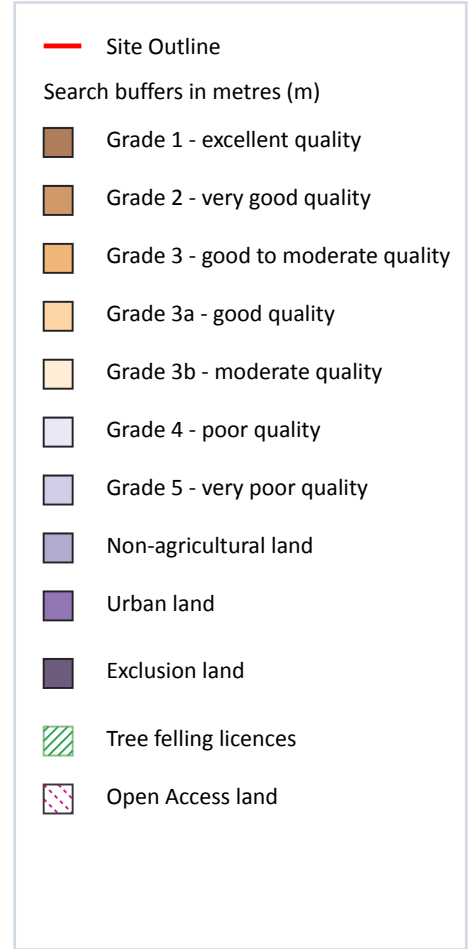 Site Outline
Search buffers in metres (m)
Grade 1 - excellent quality
Grade 2 - very good quality
Grade 3 - good to moderate quality
Grade 3a - good quality
Grade 3b - moderate quality
Grade 4 - poor quality
Grade 5 - very poor quality
Non-agricultural land
Urban land
Exclusion land
Tree felling licences
Open Access land